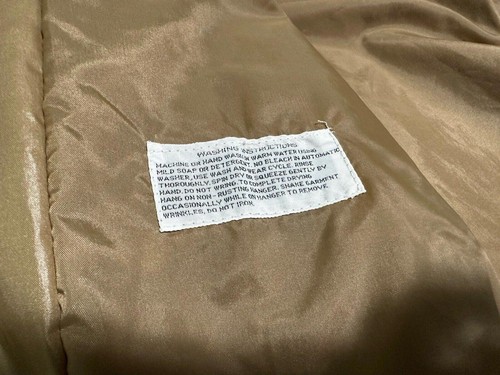 WASHING INSTRUCTIONS
MACHINE OR HAND WASH IN WARM WATER USING
MILD SOAP OR DETERGENT. NO BLEACH IN AUTOMATIC
WASHER, USE WASH AND WEAR CYCLE. RINSE
THOROUGHLY. SPIN DRY OR SQUEEZE GENTLY BY
HAND. DO NOT WRING. TO COMPLETE DRYING
HANG ON NON-RUSTING HANGER. SHAKE GARMENT
OCCASIONALLY WHILE ON HANGER TO REMOVE
WRINKLES. DO NOT IRON.